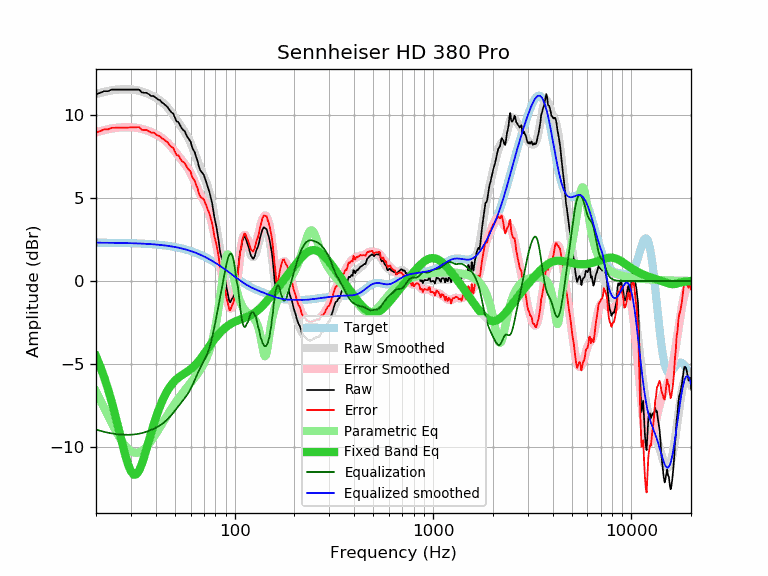 Sennheiser HD 380 Pro
10
5
0
−5
−10
Amplitude (dBr)
Target
Raw Smoothed
Error Smoothed
Raw
Error
Parametric Eq
Fixed Band Eq
Equalization
Equalized smoothed
100
1000
10000
Frequency (Hz)